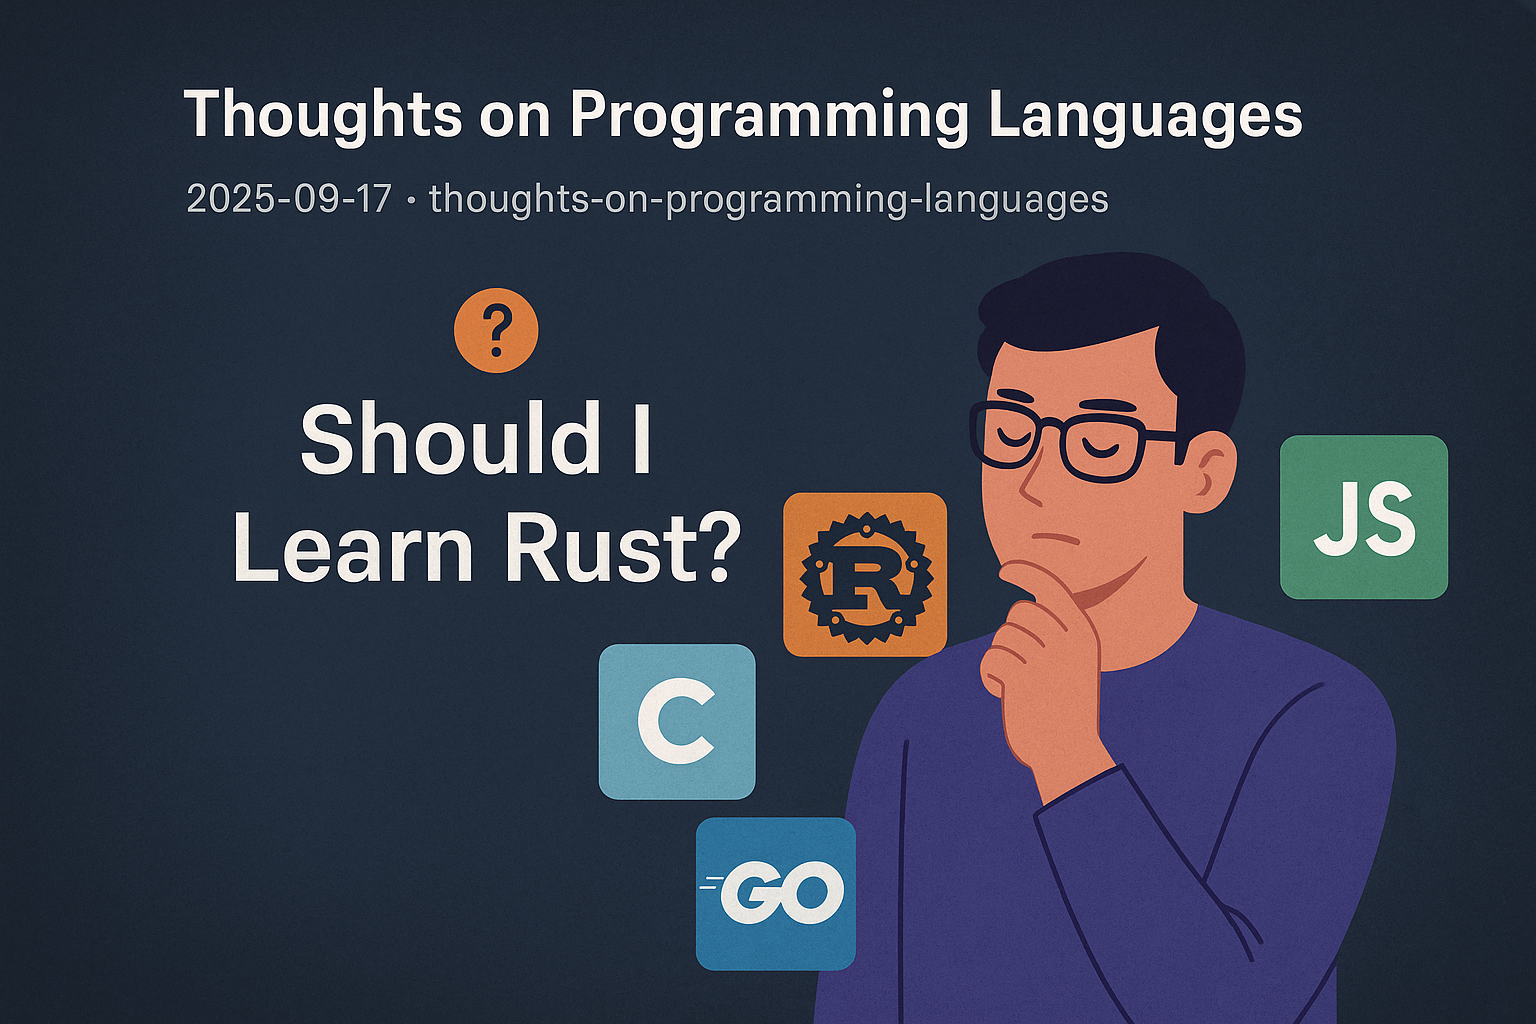 Thoughts on Programming Languages
2025-09-17 · thoughts-on-programming-languages
?
Should I
Learn Rust?
R
JS
C
GO